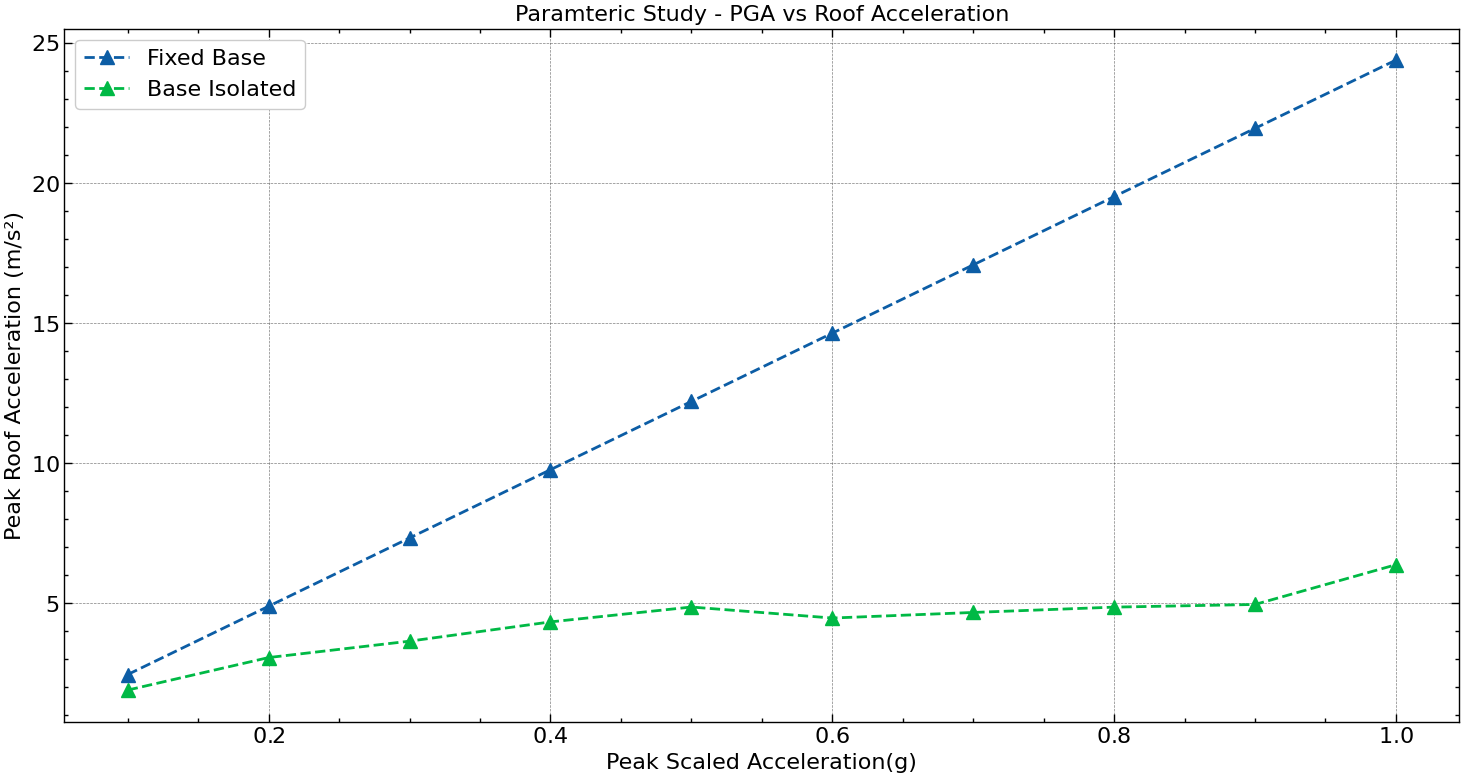 Paramteric Study - PGA vs Roof Acceleration
Fixed Base
Base Isolated
Peak Roof Acceleration (m/s²)
25
20
15
10
5
0.2 0.4 0.6 0.8 1.0
Peak Scaled Acceleration(g)